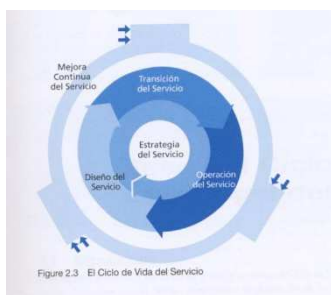 Mejora
Continua
del Servicio
Transición
del Servicio
Estrategia
del Servicio
Diseño del
Servicio
Operación
del Servicio
Figure 2.3 El Ciclo de Vida del Servicio